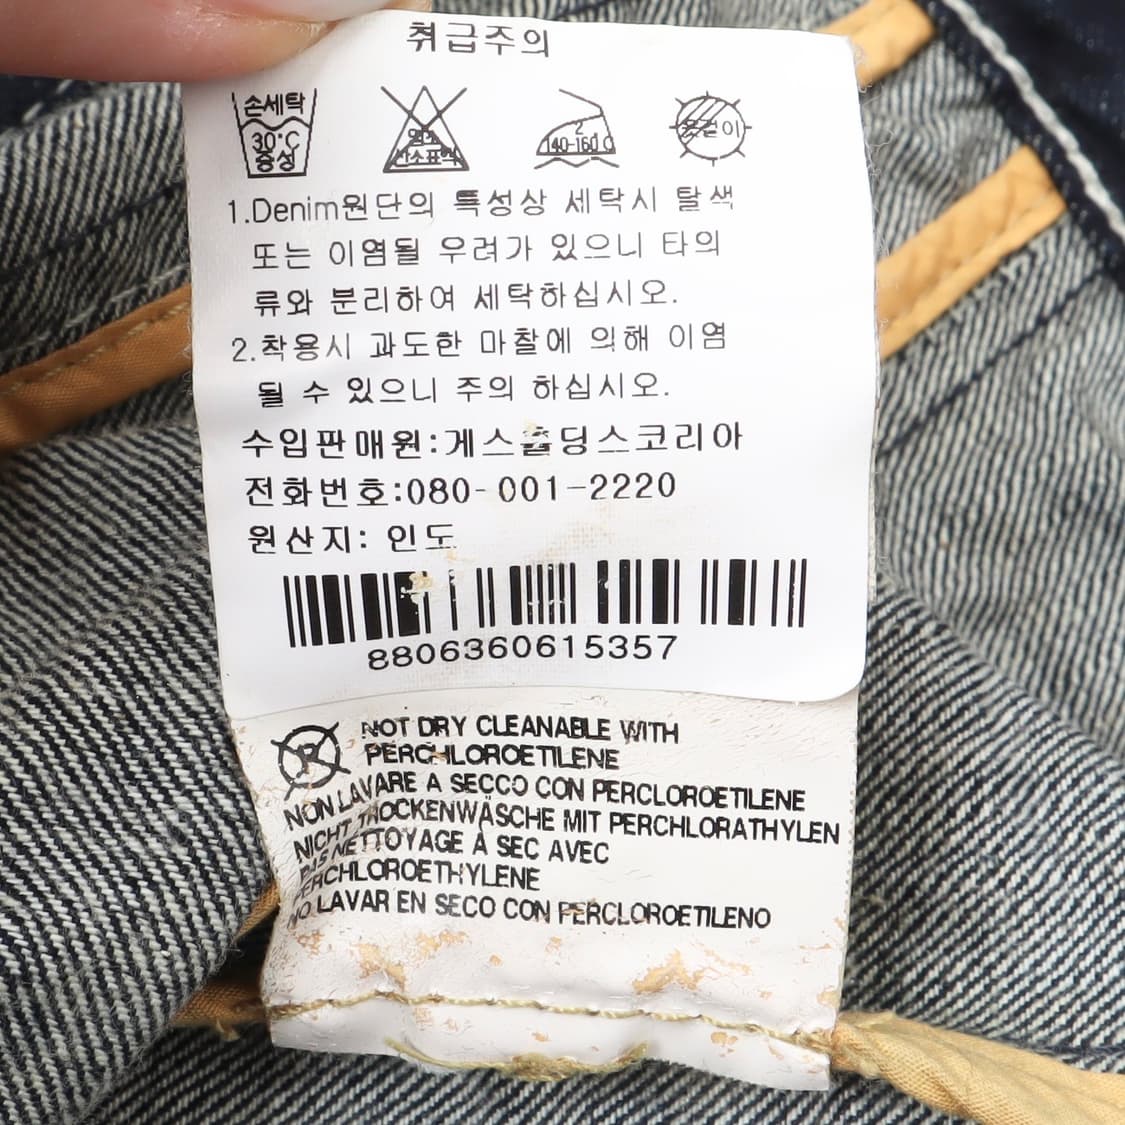 취급주의
손세탁
30°C
중성
염소
산소표백
2
140-160 C
옷걸이
1.Denim원단의 특성상 세탁시 탈색
또는 이염될 우려가 있으니 타의
류와 분리하여 세탁하십시오.
2.착용시 과도한 마찰에 의해 이염
될 수 있으니 주의 하십시오.
수입판매원:게스홀딩스코리아
전화번호:080-001-2220
원산지: 인도
8806360615357
NOT DRY CLEANABLE WITH
PERCHLOROETILENE
NON LAVARE A SECCO CON PERCLOROETILENE
NICHT TROCKENWÄSCHE MIT PERCHLORATHYLEN
PAS NETTOYAGE À SEC AVEC
PERCHLOROETHYLENE
NO LAVAR EN SECO CON PERCLOROETILENO